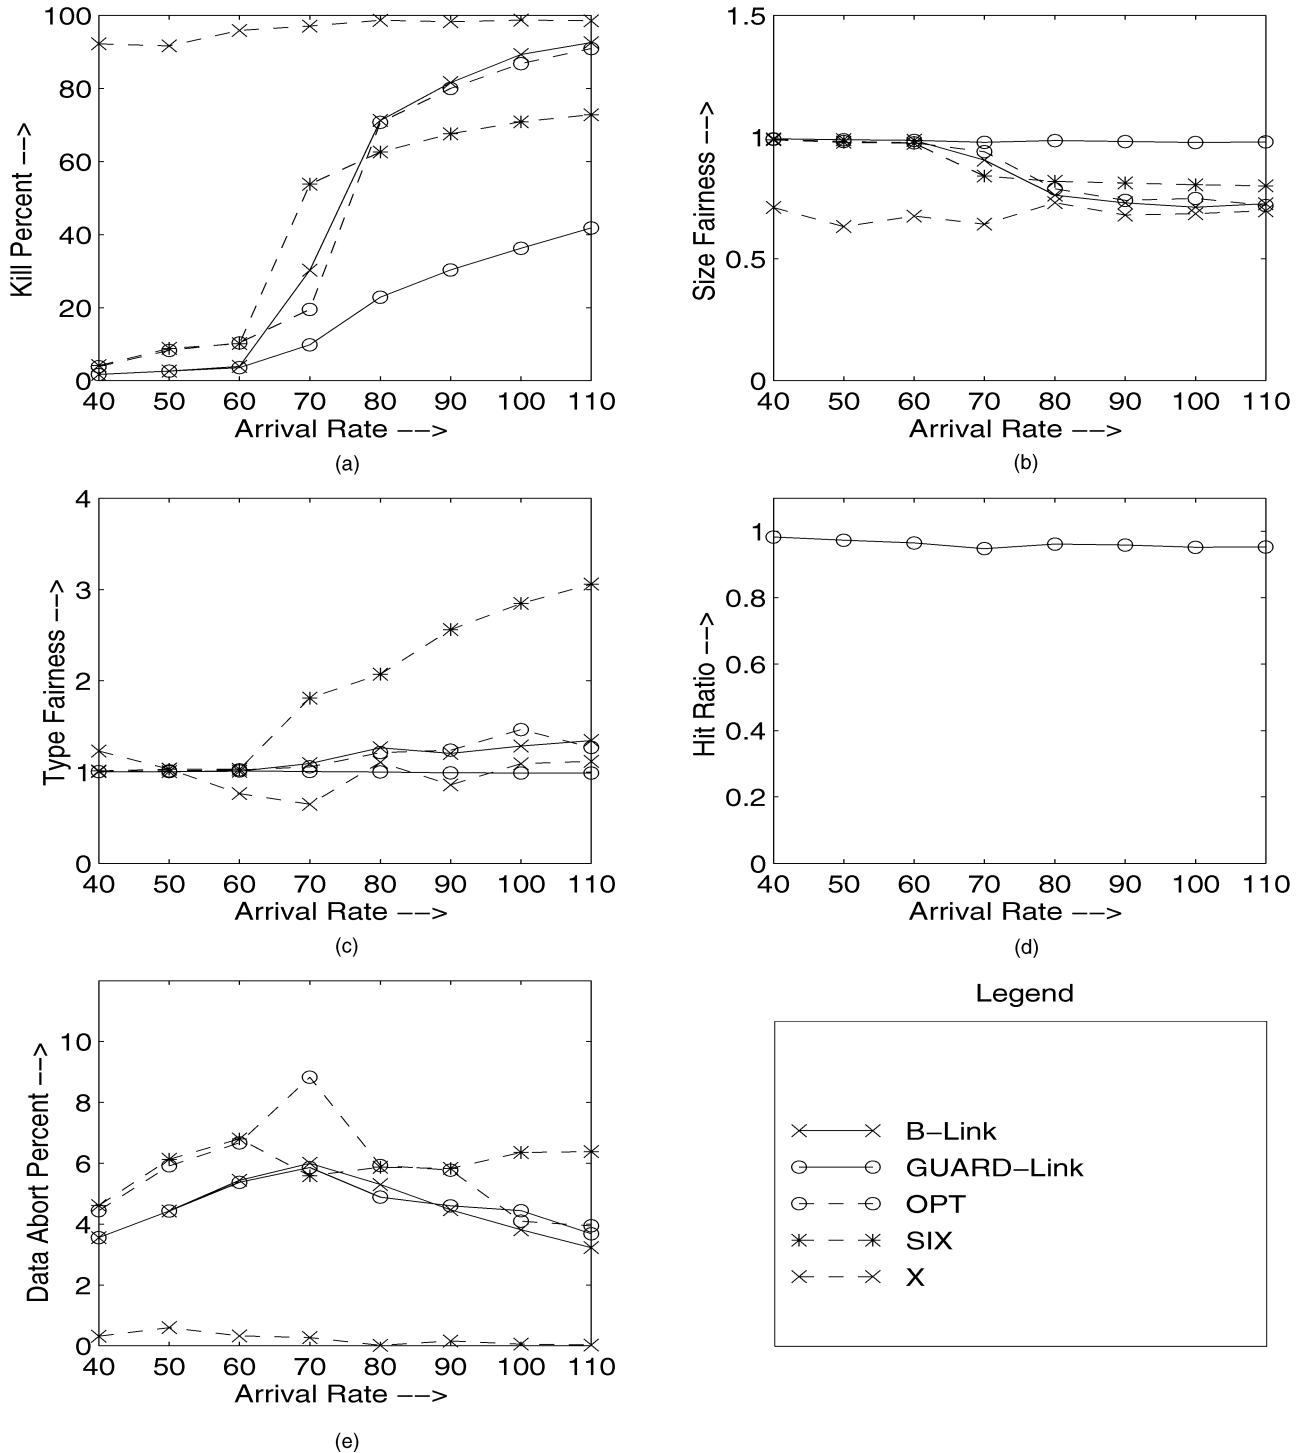 100
80
60
40
20
0
Kill Percent −−>
40 50 60 70 80 90 100 110
Arrival Rate −−>
(a)
1.5
1
0.5
0
Size Fairness −−>
40 50 60 70 80 90 100 110
Arrival Rate −−>
(b)
4
3
2
1
0
Type Fairness −−>
40 50 60 70 80 90 100 110
Arrival Rate −−>
(c)
1
0.8
0.6
0.4
0.2
0
Hit Ratio −−>
40 50 60 70 80 90 100 110
Arrival Rate −−>
(d)
10
8
6
4
2
0
Data Abort Percent −−>
40 50 60 70 80 90 100 110
Arrival Rate −−>
(e)
Legend
B−Link
GUARD−Link
OPT
SIX
X